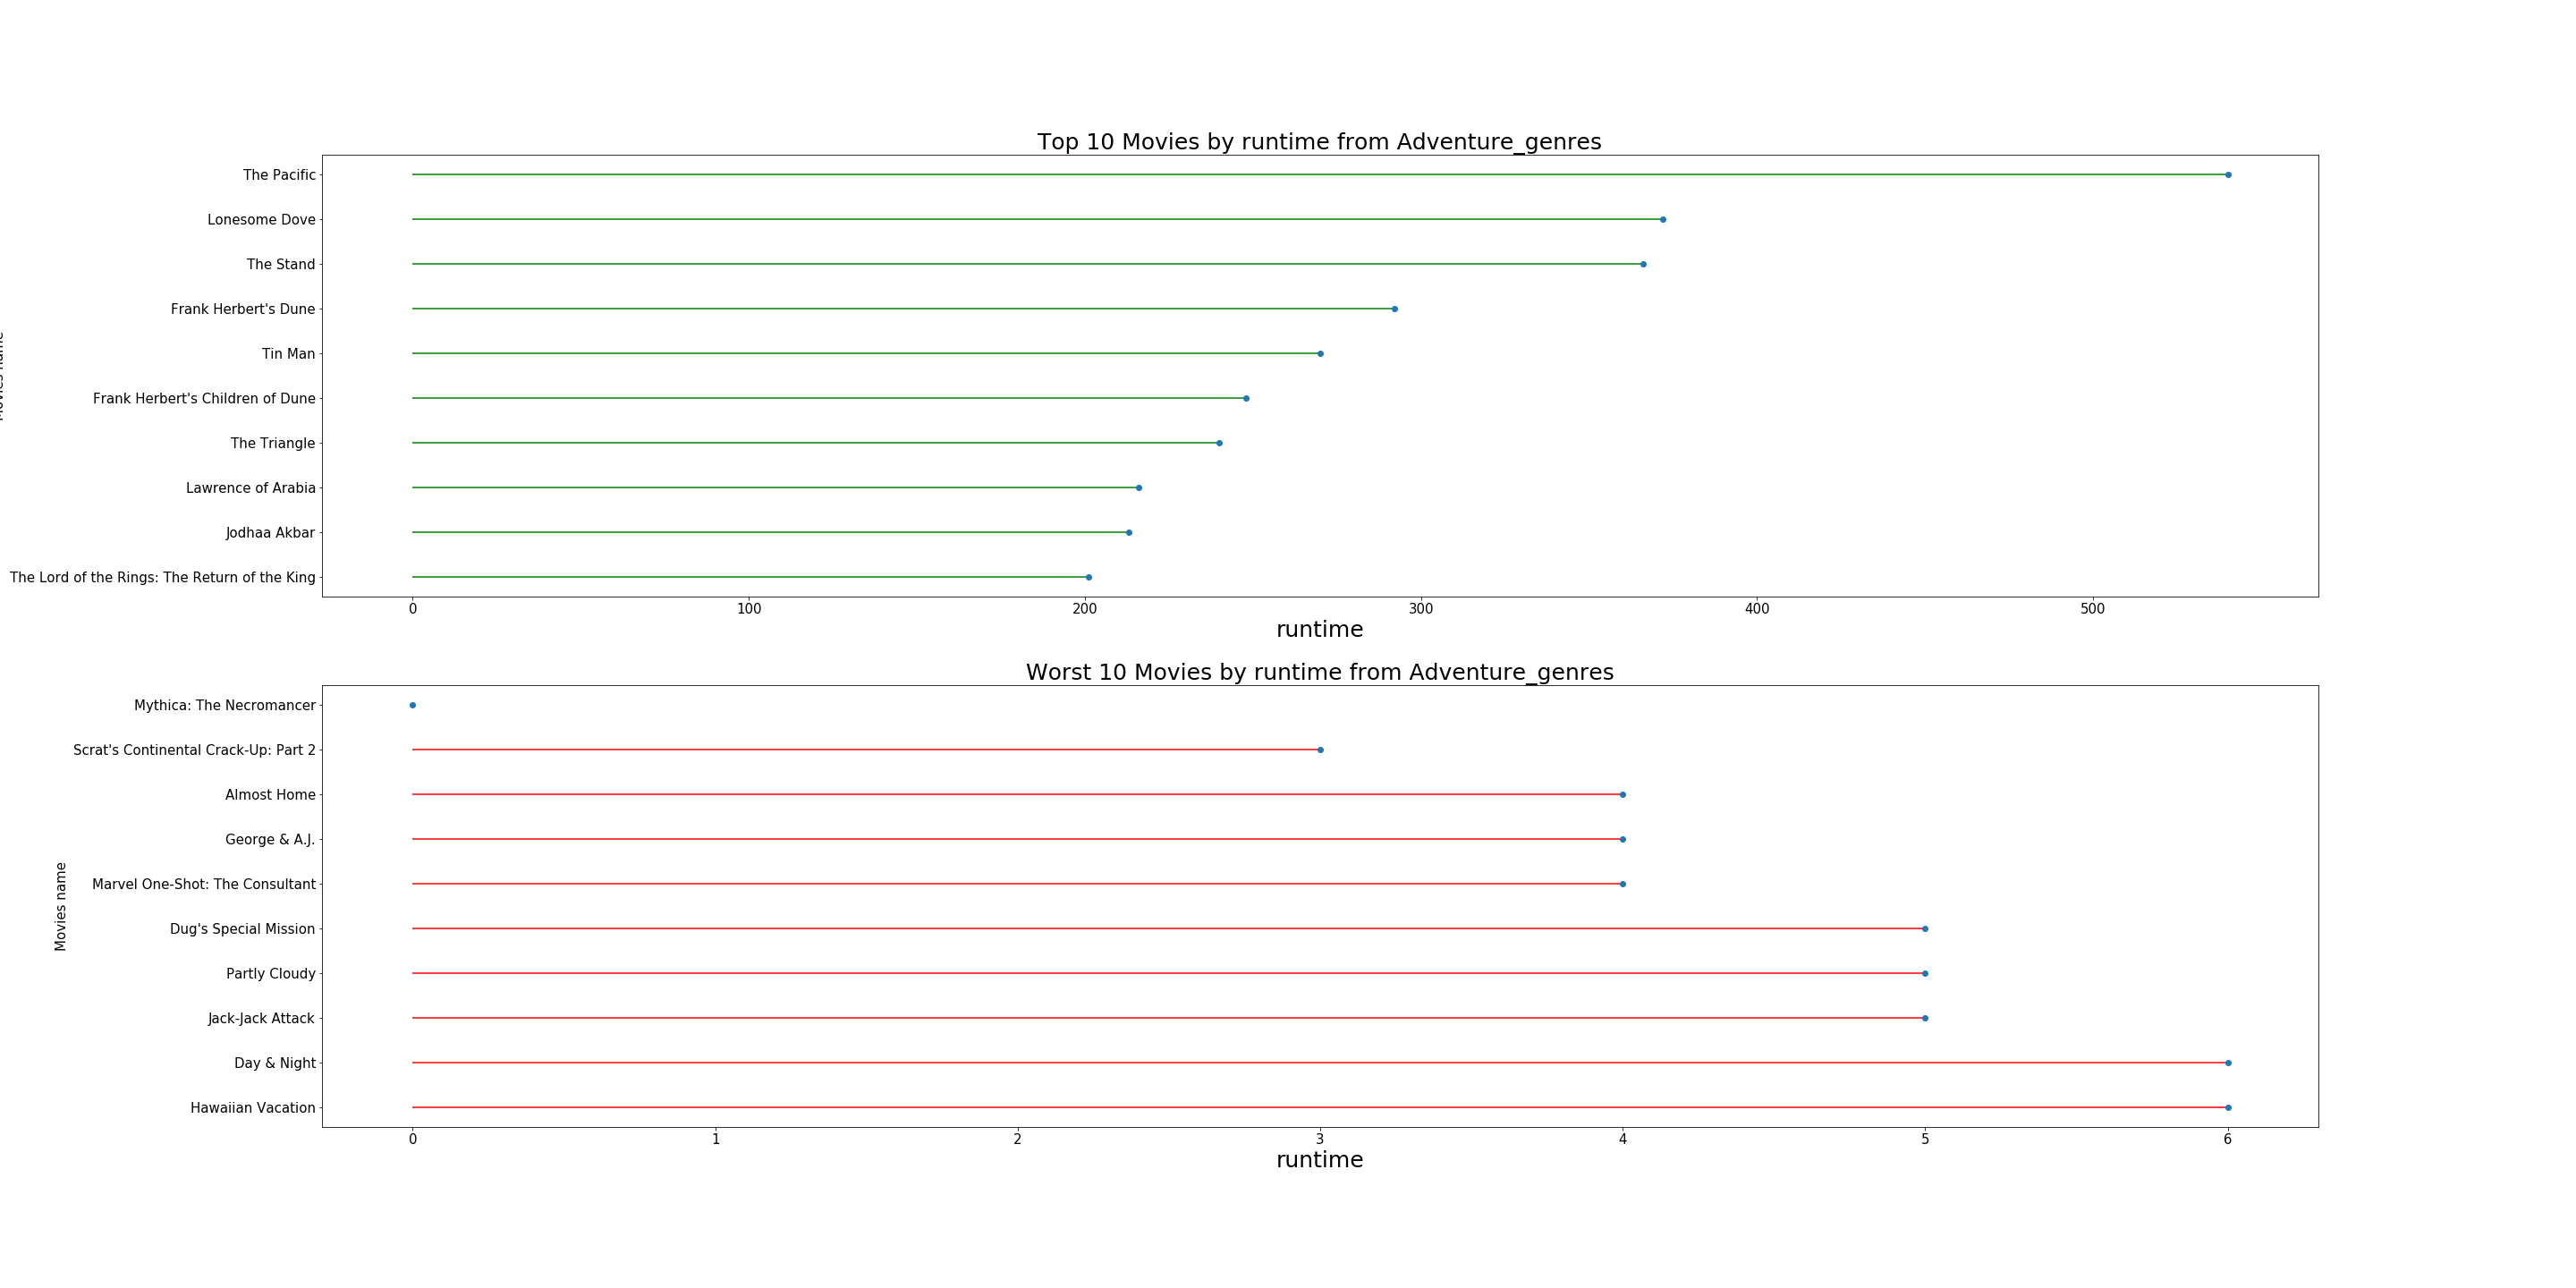 Top 10 Movies by runtime from Adventure_genres
The Pacific
Lonesome Dove
The Stand
Frank Herbert's Dune
Tin Man
Frank Herbert's Children of Dune
The Triangle
Lawrence of Arabia
Jodhaa Akbar
The Lord of the Rings: The Return of the King
0 100 200 300 400 500
runtime
Worst 10 Movies by runtime from Adventure_genres
Movies name
Mythica: The Necromancer
Scrat's Continental Crack-Up: Part 2
Almost Home
George & A.J.
Marvel One-Shot: The Consultant
Dug's Special Mission
Partly Cloudy
Jack-Jack Attack
Day & Night
Hawaiian Vacation
0 1 2 3 4 5 6
runtime